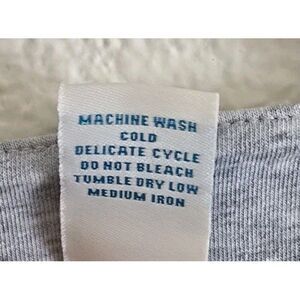 MACHINE WASH
COLD
DELICATE CYCLE
DO NOT BLEACH
TUMBLE DRY LOW
MEDIUM IRON